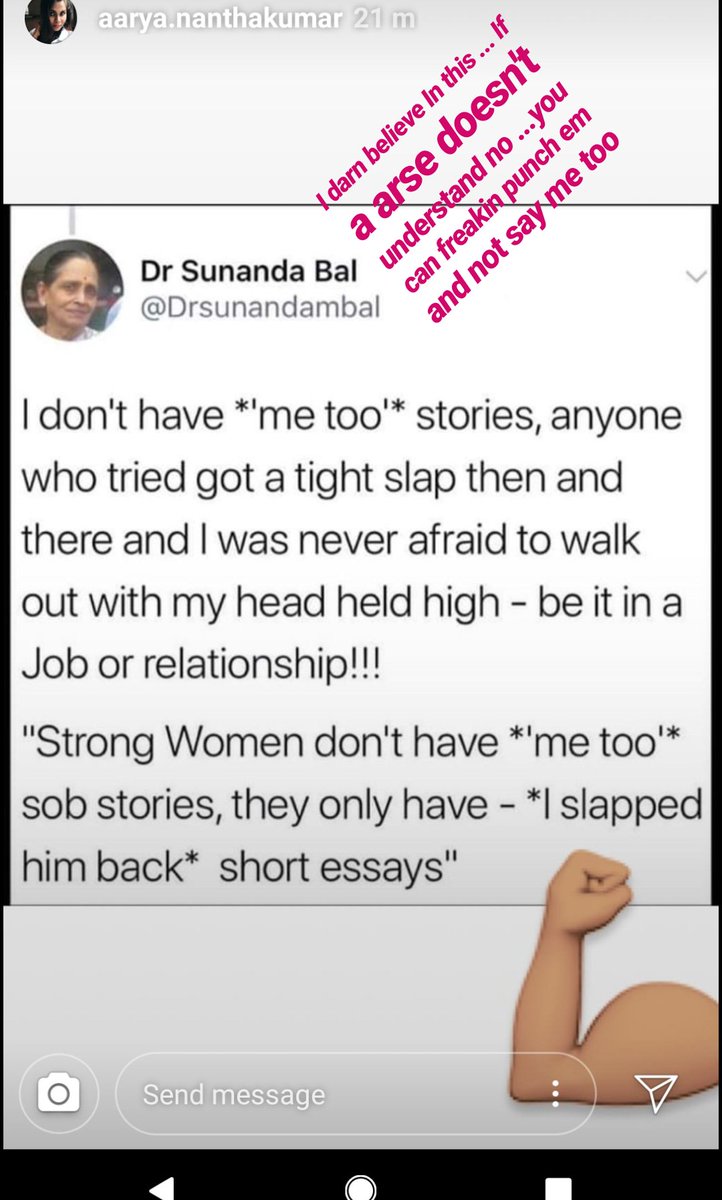 aarya.nanthakumar 21 m
I darn believe In this ... If
a arse doesn't
understand no ...you
can freakin punch em
and not say me too
Dr Sunanda Bal
@Drsunandambal
I don't have *'me too'* stories, anyone
who tried got a tight slap then and
there and I was never afraid to walk
out with my head held high - be it in a
Job or relationship!!!
"Strong Women don't have *'me too'*
sob stories, they only have - *I slapped
him back*  short essays"
Send message